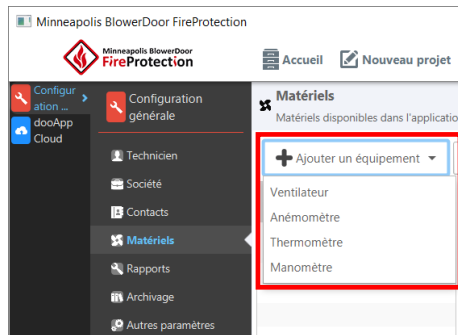 Minneapolis BlowerDoor FireProtection
Minneapolis BlowerDoor
FireProtection
Accueil
Nouveau projet
Configur
ation ...
dooApp
Cloud
Configuration
générale
Technicien
Société
Contacts
Matériels
Rapports
Archivage
Autres paramètres
Matériels
Matériels disponibles dans l'applicatio
Ajouter un équipement
Ventilateur
Anémomètre
Thermomètre
Manomètre